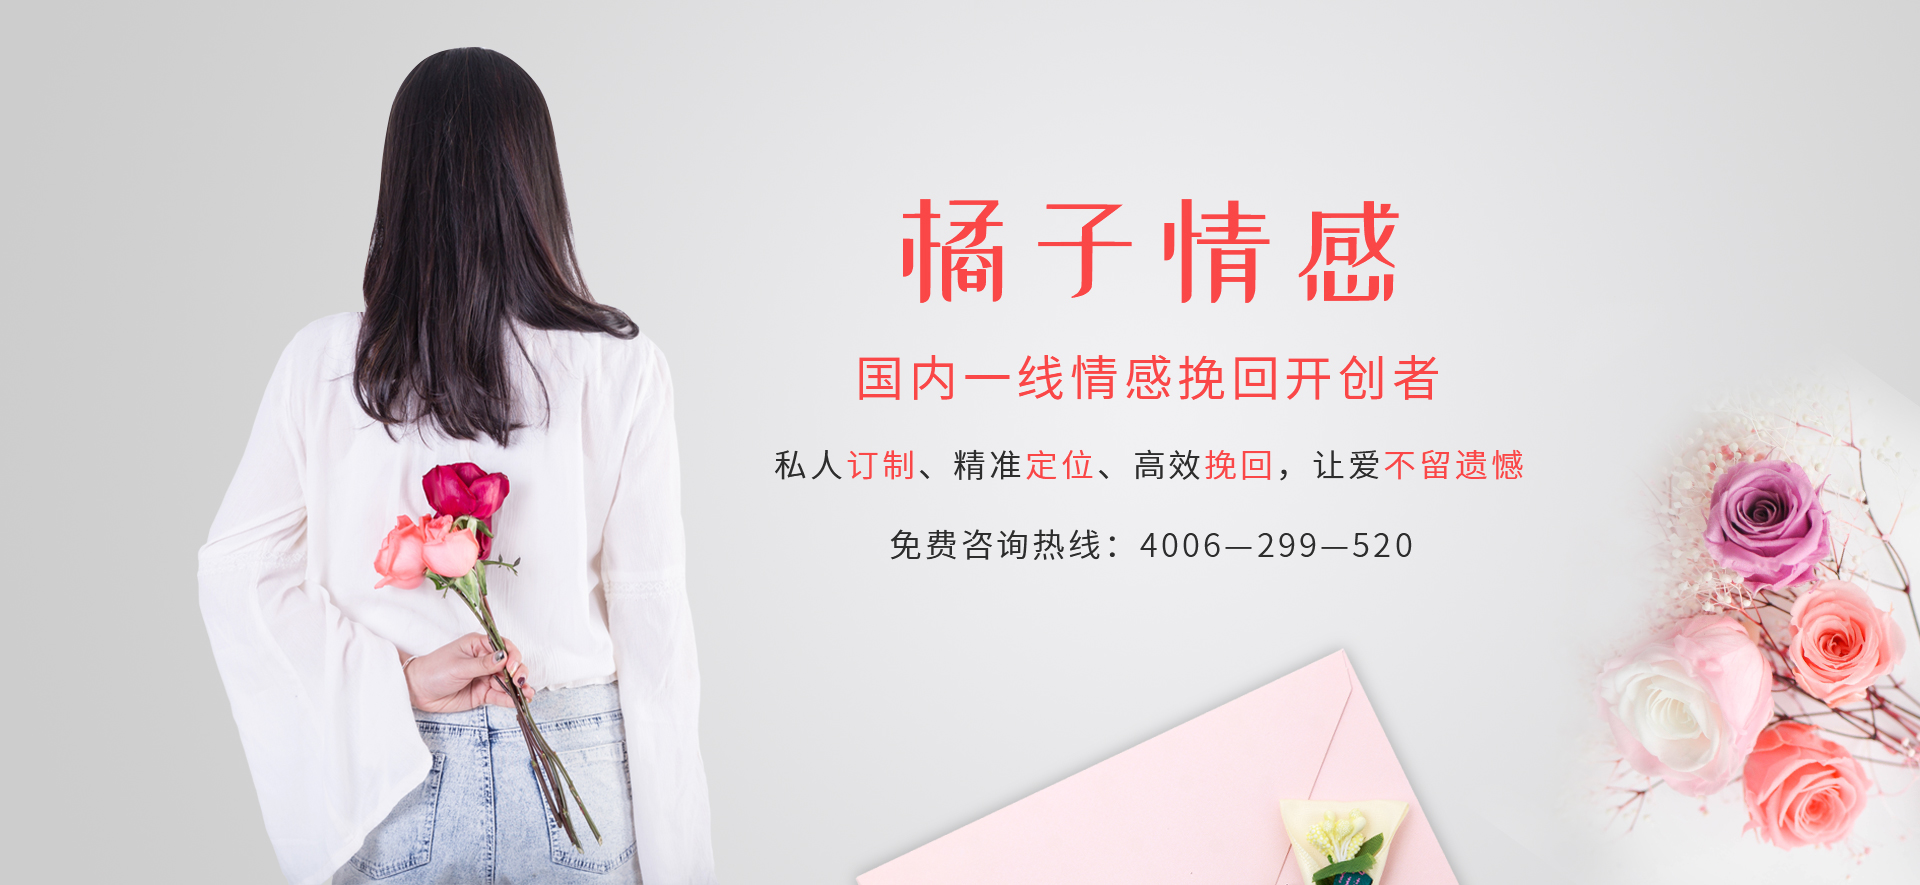 橘子情感
国内一线情感挽回开创者
私人订制、精准定位、高效挽回，让爱不留遗憾
免费咨询热线：4006—299—520